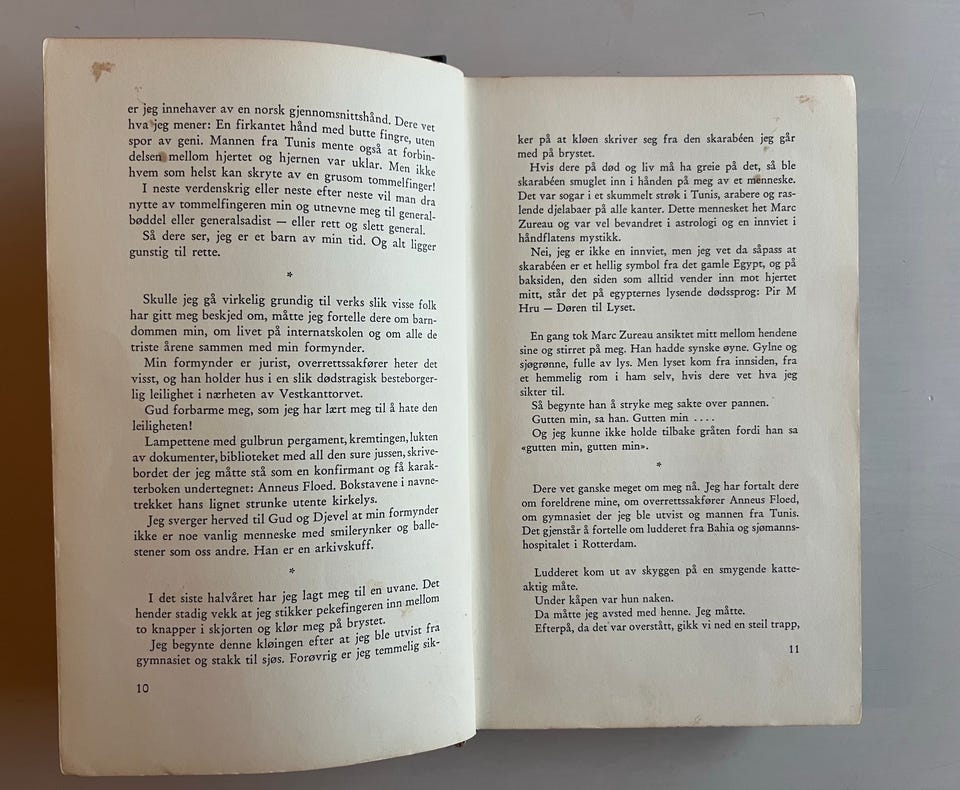 er jeg innehaver av en norsk gjennomsnittshånd. Dere vet
hva jeg mener: En firkantet hånd med butte fingre, uten
spor av geni. Mannen fra Tunis mente også at forbin-
delsen mellom hjertet og hjernen var uklar. Men ikke
hvem som helst kan skryte av en grusom tommelfinger!
I neste verdenskrig eller neste efter neste vil man dra
nytte av tommelfingeren min og utnevne meg til general-
bøddel eller generalsadist — eller rett og slett general.
Så dere ser, jeg er et barn av min tid. Og alt ligger
gunstig til rette.
*
Skulle jeg gå virkelig grundig til verks slik visse folk
har gitt meg beskjed om, måtte jeg fortelle dere om barn-
dommen min, om livet på internatskolen og om alle de
triste årene sammen med min formynder.
Min formynder er jurist, overrettssakfører heter det
visst, og han holder hus i en slik dødstragisk besteborger-
lig leilighet i nærheten av Vestkanttorvet.
Gud forbarme meg, som jeg har lært meg til å hate den
leiligheten!
Lampettene med gulbrun pergament, kremtingen, lukten
av dokumenter, biblioteket med all den sure jussen, skrive-
bordet der jeg måtte stå som en konfirmant og få karak-
terboken undertegnet: Anneus Floed. Bokstavene i navne-
trekket hans lignet strunke utente kirkelys.
Jeg sverger herved til Gud og Djevel at min formynder
ikke er noe vanlig menneske med smilerynker og balle-
stener som oss andre. Han er en arkivskuff.
*
I det siste halvåret har jeg lagt meg til en uvane. Det
hender stadig vekk at jeg stikker pekefingeren inn mellom
to knapper i skjorten og klør meg på brystet.
Jeg begynte denne kløingen efter at jeg ble utvist fra
gymnasiet og stakk til sjøs. Forøvrig er jeg temmelig sik-
10
ker på at kløen skriver seg fra den skarabéen jeg går
med på brystet.
Hvis dere på død og liv må ha greie på det, så ble
skarabéen smuglet inn i hånden på meg av et menneske.
Det var sogar i et skummelt strøk i Tunis, arabere og ras-
lende djelabaer på alle kanter. Dette mennesket het Marc
Zureau og var vel bevandret i astrologi og en innviet i
håndflatens mystikk.
Nei, jeg er ikke en innviet, men jeg vet da såpass at
skarabéen er et hellig symbol fra det gamle Egypt, og på
baksiden, den siden som alltid vender inn mot hjertet
mitt, står det på egypternes lysende dødssprog: Pir M
Hru — Døren til Lyset.
En gang tok Marc Zureau ansiktet mitt mellom hendene
sine og stirret på meg. Han hadde synske øyne. Gylne og
sjøgrønne, fulle av lys. Men lyset kom fra innsiden, fra
et hemmelig rom i ham selv, hvis dere vet hva jeg
sikter til.
Så begynte han å stryke meg sakte over pannen.
Gutten min, sa han. Gutten min ....
Og jeg kunne ikke holde tilbake gråten fordi han sa
«gutten min, gutten min».
*
Dere vet ganske meget om meg nå. Jeg har fortalt dere
om foreldrene mine, om overrettssakfører Anneus Floed,
om gymnasiet der jeg ble utvist og mannen fra Tunis.
Det gjenstår å fortelle om ludderet fra Bahia og sjømanns-
hospitalet i Rotterdam.
Ludderet kom ut av skyggen på en smygende katte-
aktig måte.
Under kåpen var hun naken.
Da måtte jeg avsted med henne. Jeg måtte.
Efterpå, da det var overstått, gikk vi ned en steil trapp,
11